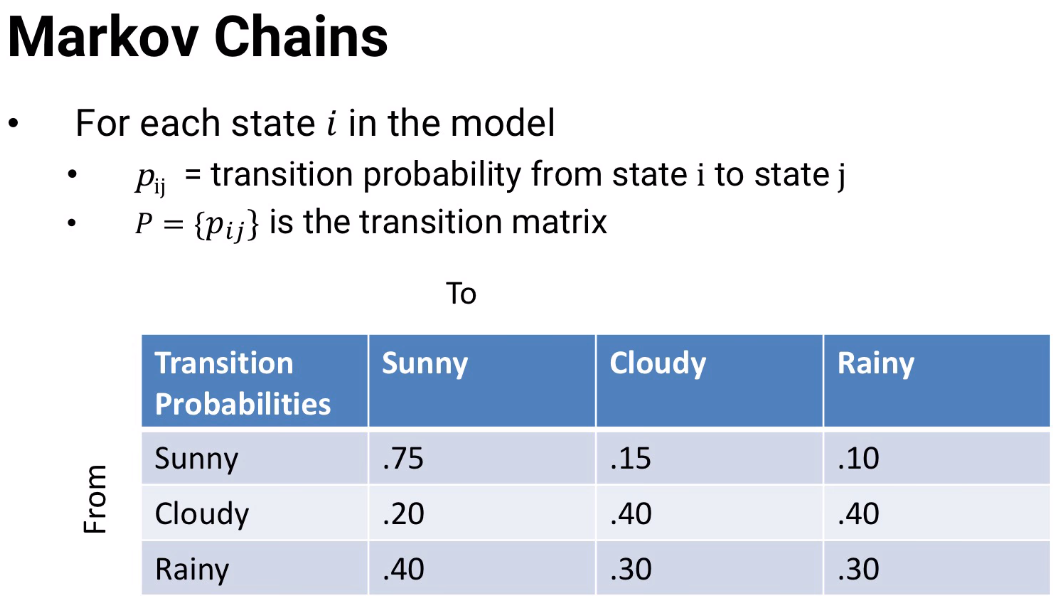 Markov Chains
• For each state i in the model
• pij = transition probability from state i to state j
• P = {pij} is the transition matrix
To
Transition Probabilities Sunny Cloudy Rainy
From
Sunny .75 .15 .10
Cloudy .20 .40 .40
Rainy .40 .30 .30